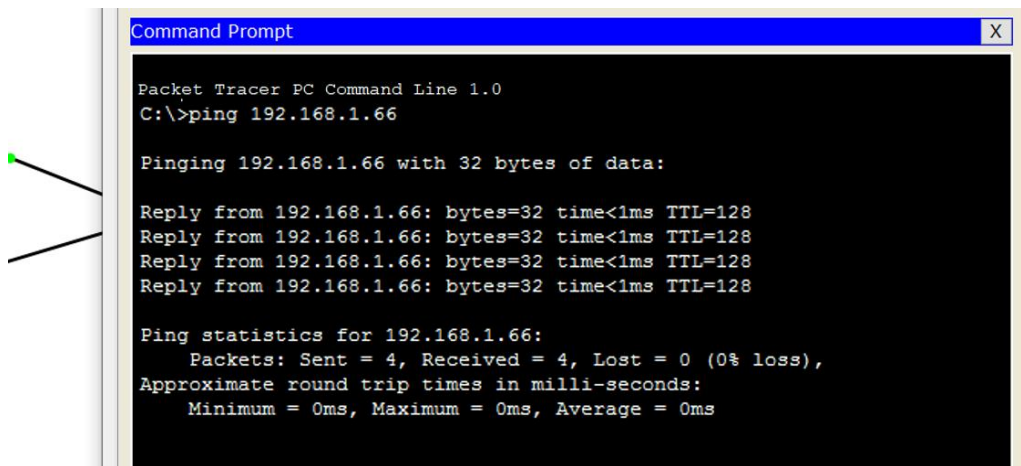 Command Prompt X
Packet Tracer PC Command Line 1.0
C:\>ping 192.168.1.66
Pinging 192.168.1.66 with 32 bytes of data:
Reply from 192.168.1.66: bytes=32 time<1ms TTL=128
Reply from 192.168.1.66: bytes=32 time<1ms TTL=128
Reply from 192.168.1.66: bytes=32 time<1ms TTL=128
Reply from 192.168.1.66: bytes=32 time<1ms TTL=128
Ping statistics for 192.168.1.66:
Packets: Sent = 4, Received = 4, Lost = 0 (0% loss),
Approximate round trip times in milli-seconds:
Minimum = 0ms, Maximum = 0ms, Average = 0ms